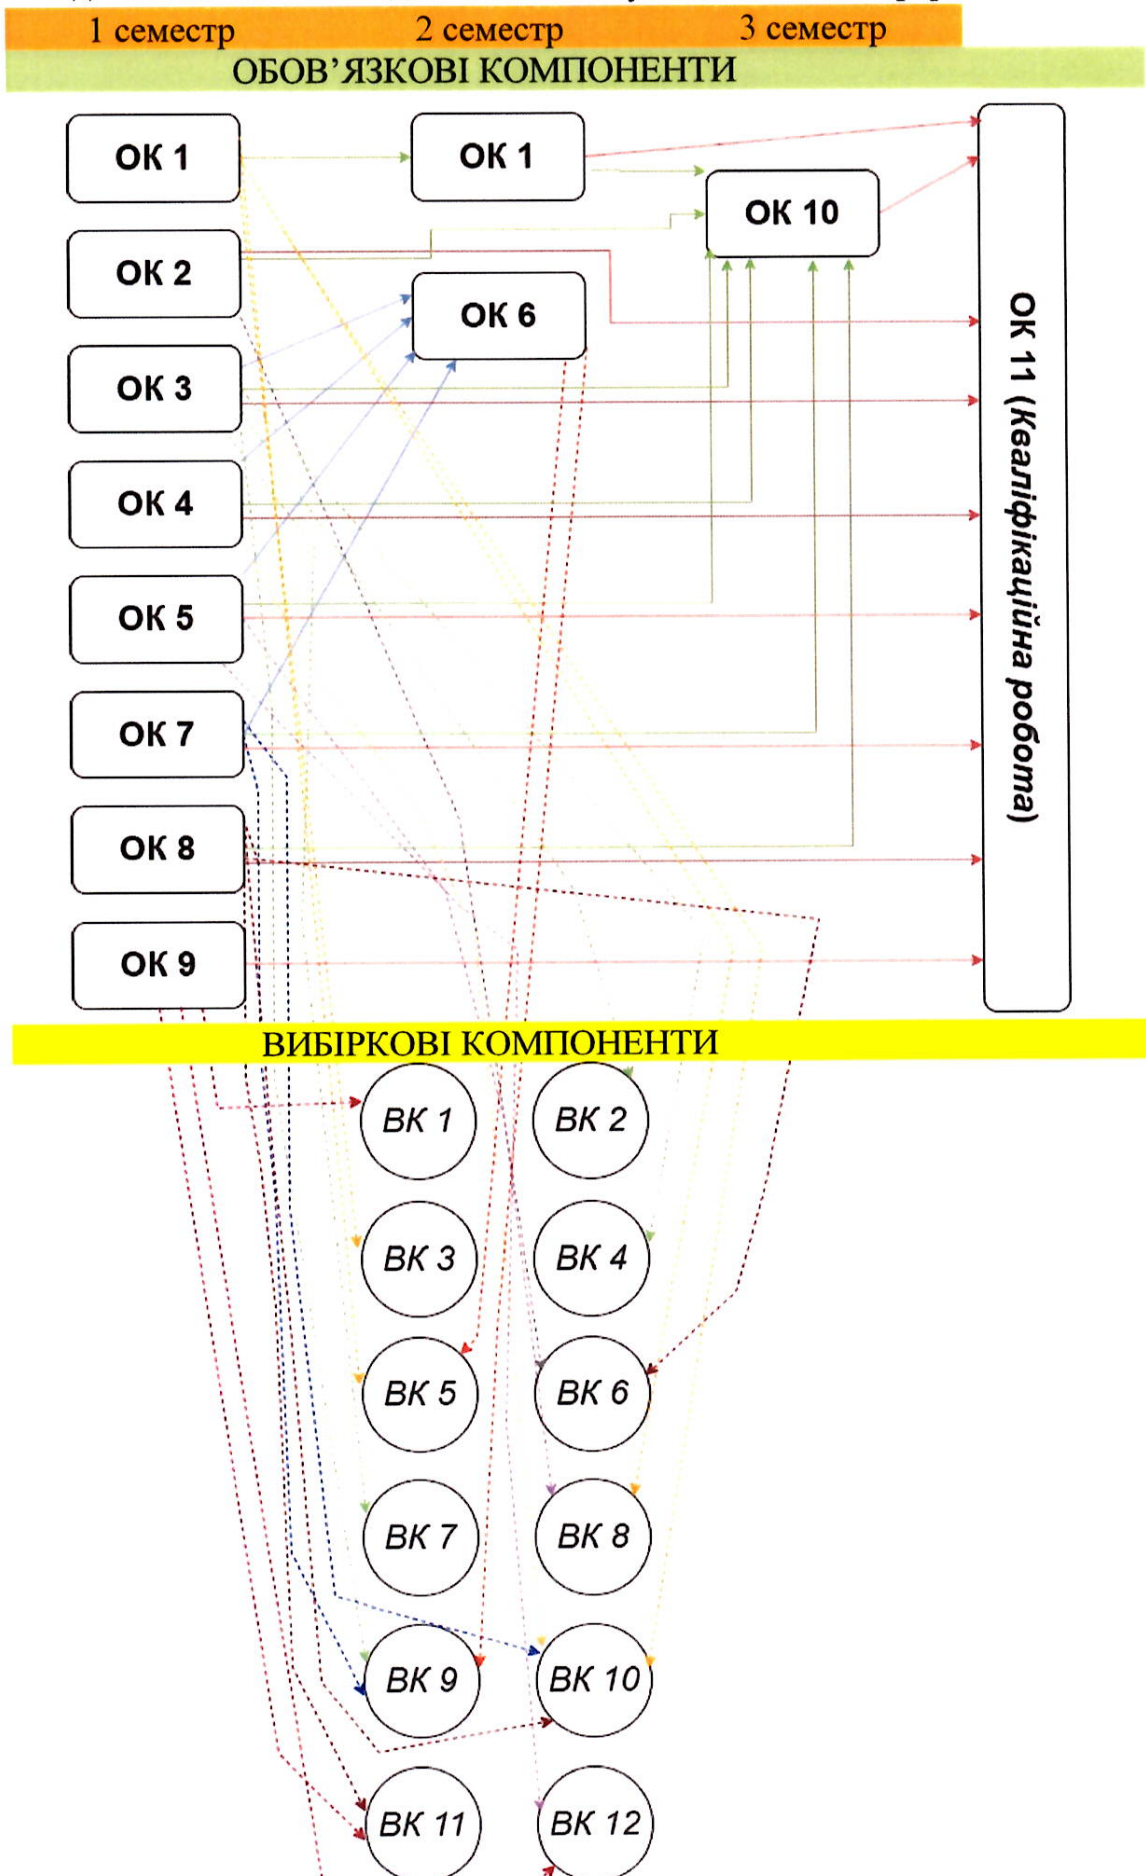 1 семестр 2 семестр 3 семестр
ОБОВ’ЯЗКОВІ КОМПОНЕНТИ
ОК 1
ОК 1
ОК 10
ОК 2
ОК 6
ОК 3
ОК 4
ОК 5
ОК 7
ОК 8
ОК 9
ОК 11 (Кваліфікаційна робота)
ВИБІРКОВІ КОМПОНЕНТИ
ВК 1
ВК 2
ВК 3
ВК 4
ВК 5
ВК 6
ВК 7
ВК 8
ВК 9
ВК 10
ВК 11
ВК 12